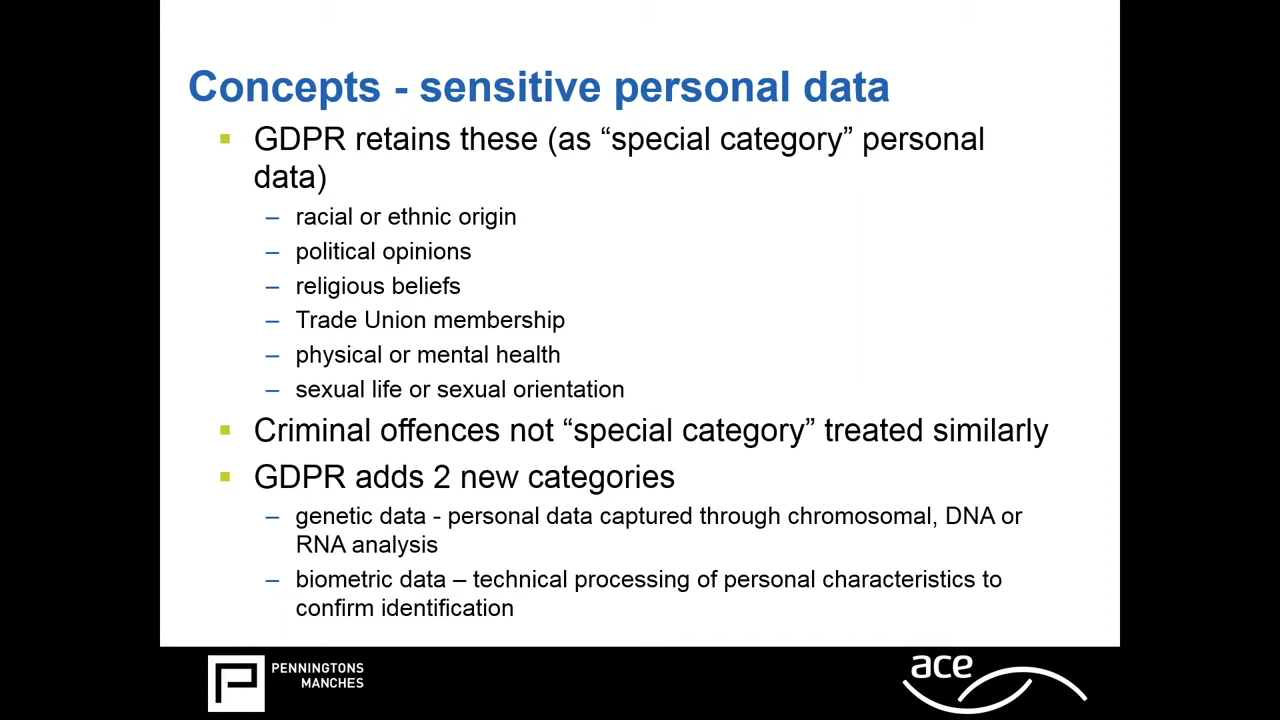 Concepts - sensitive personal data
▪ GDPR retains these (as “special category” personal
data)
– racial or ethnic origin
– political opinions
– religious beliefs
– Trade Union membership
– physical or mental health
– sexual life or sexual orientation
▪ Criminal offences not “special category” treated similarly
▪ GDPR adds 2 new categories
– genetic data - personal data captured through chromosomal, DNA or
RNA analysis
– biometric data – technical processing of personal characteristics to
confirm identification
PENNINGTONS
MANCHES
ace